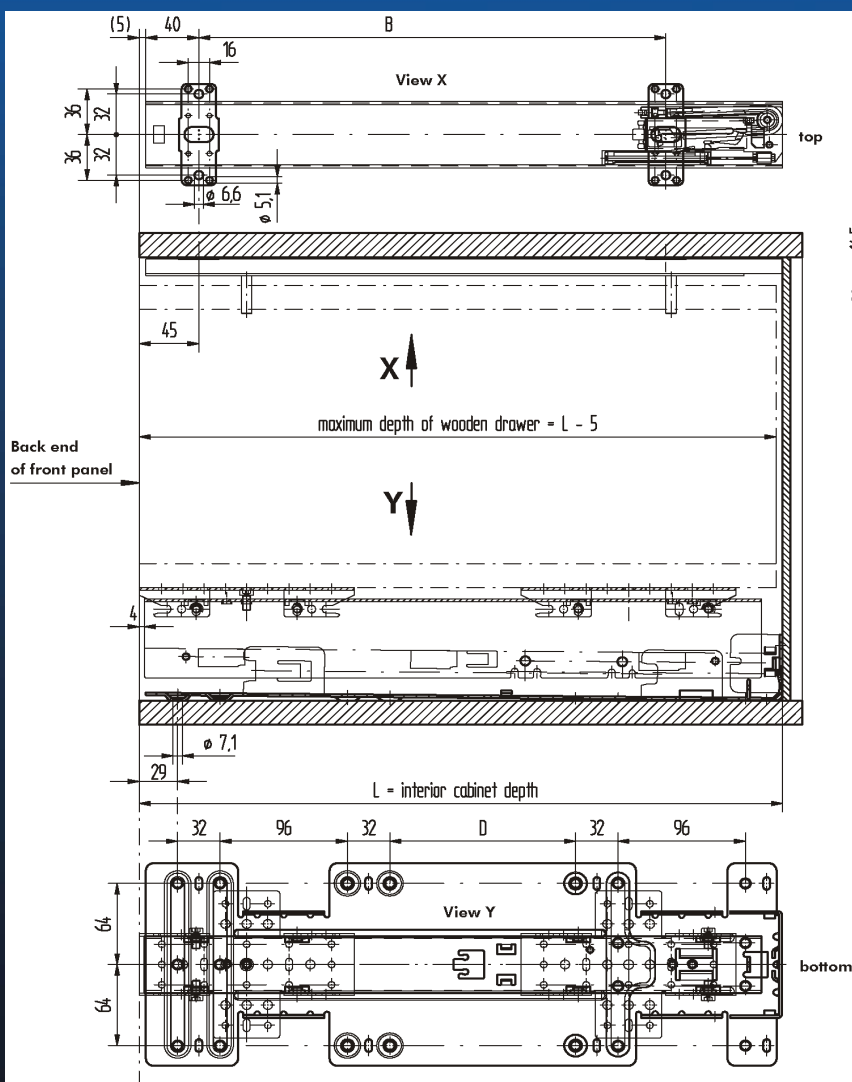 (5) 40 B
16
View X
36 32
36 32
top
ø 6,6
ø 5,1
45
X
maximum depth of wooden drawer = L - 5
Back end
of front panel
Y
4
ø 7,1
29
L = interior cabinet depth
32 96 32 D 32 96
64
View Y
bottom
64